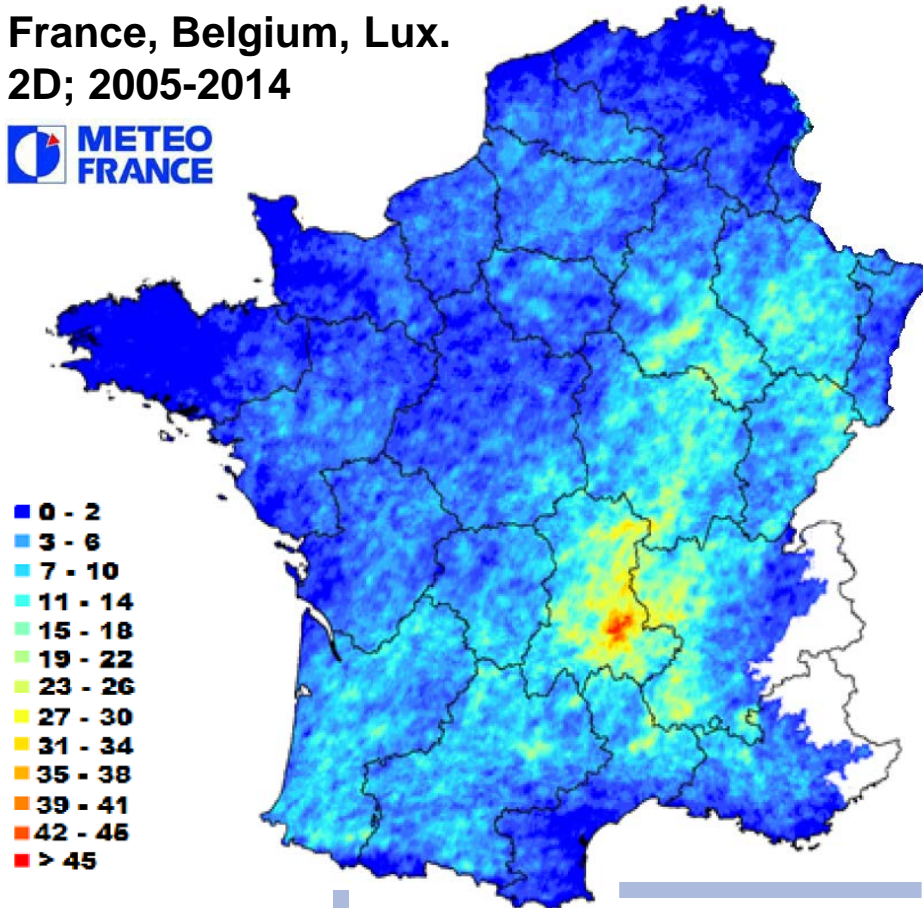 France, Belgium, Lux.
2D; 2005-2014
METEO
FRANCE
0 - 2
3 - 6
7 - 10
11 - 14
15 - 18
19 - 22
23 - 26
27 - 30
31 - 34
35 - 38
39 - 41
42 - 45
> 45